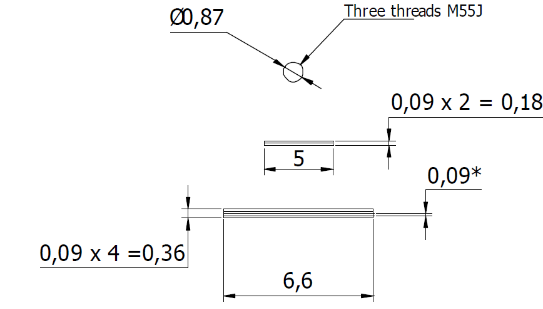 Ø0,87
Three threads M55J
0,09 x 2 = 0,18
5
0,09*
0,09 x 4 =0,36
6,6